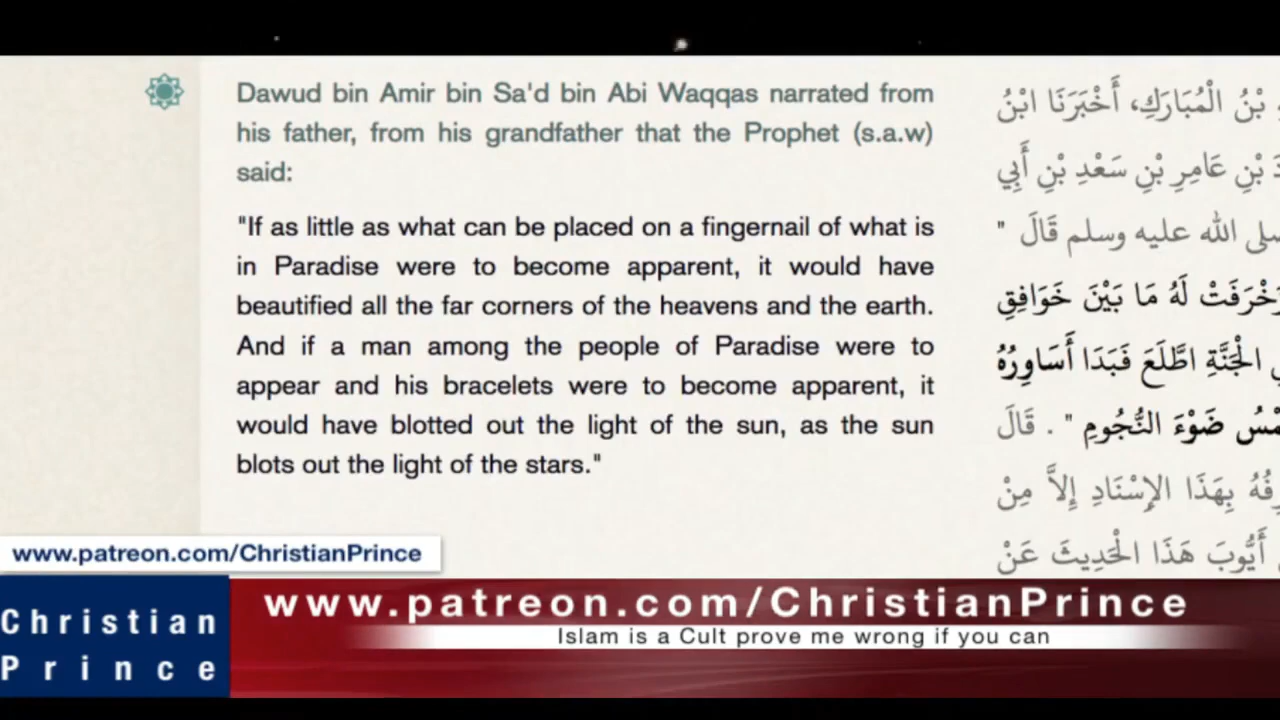 Dawud bin Amir bin Sa'd bin Abi Waqqas narrated from
his father, from his grandfather that the Prophet (s.a.w)
said:
"If as little as what can be placed on a fingernail of what is
in Paradise were to become apparent, it would have
beautified all the far corners of the heavens and the earth.
And if a man among the people of Paradise were to
appear and his bracelets were to become apparent, it
would have blotted out the light of the sun, as the sun
blots out the light of the stars."
بْنُ الْمُبَارَكِ، أَخْبَرَنَا ابْنُ
بْنِ عَامِرِ بْنِ سَعْدِ بْنِ أَبِي
الله عليه وسلم قَالَ "
لَهُ مَا بَيْنَ خَوَافِقِ
الْجَنَّةِ اطَّلَعَ فَبَدَا أَسَاوِرُهُ
ضَوْءَ النُّجُومِ " . قَالَ
بِهَذَا الإِسْنَادِ إِلاَّ مِنْ
أَيُّوبَ هَذَا الْحَدِيثَ عَنْ
www.patreon.com/ChristianPrince
www.patreon.com/ChristianPrince
Islam is a Cult prove me wrong if you can
Christian
Prince